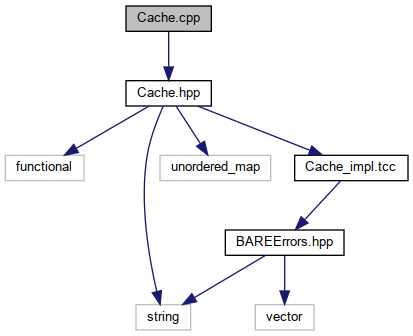 Cache.cpp
Cache.hpp
functional
unordered_map
Cache_impl.tcc
BAREErrors.hpp
string
vector